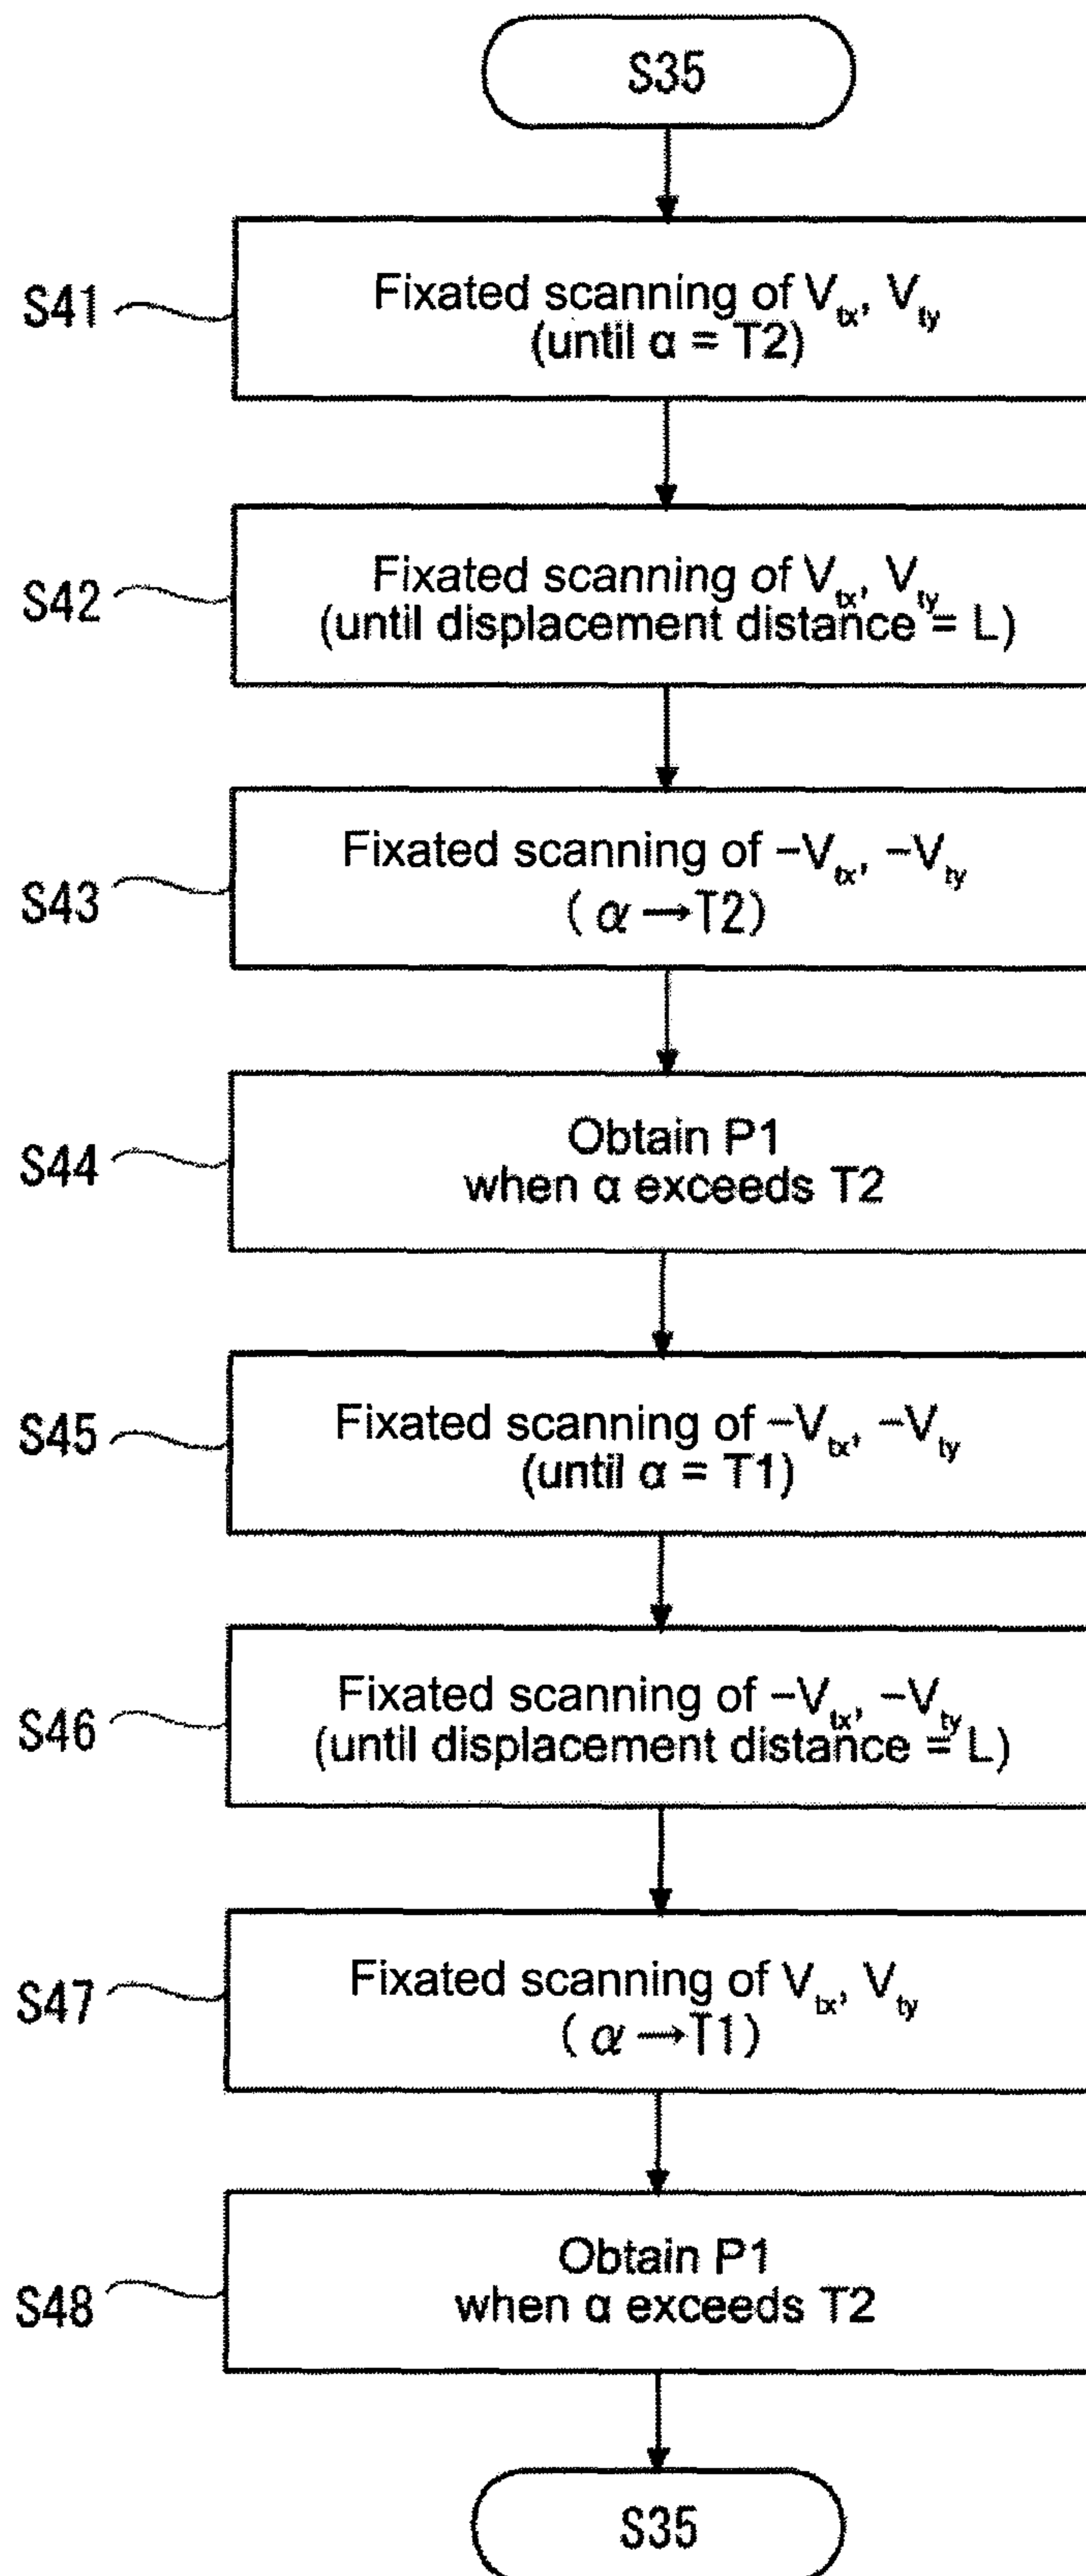 S35
S41
Fixated scanning of Vtx, Vty
(until α = T2)
S42
Fixated scanning of Vtx, Vty
(until displacement distance = L)
S43
Fixated scanning of −Vtx, −Vty
(α→T2)
S44
Obtain P1
when α exceeds T2
S45
Fixated scanning of −Vtx, −Vty
(until α = T1)
S46
Fixated scanning of −Vtx, −Vty
(until displacement distance = L)
S47
Fixated scanning of Vtx, Vty
(α→T1)
S48
Obtain P1
when α exceeds T2
S35